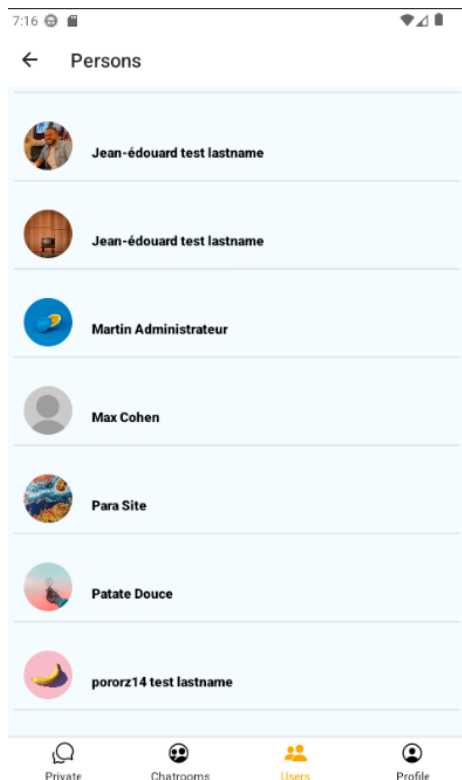 7:16
Persons
Jean-édouard test lastname
Jean-édouard test lastname
Martin Administrateur
Max Cohen
Para Site
Patate Douce
pororz14 test lastname
Private Chatrooms Users Profile